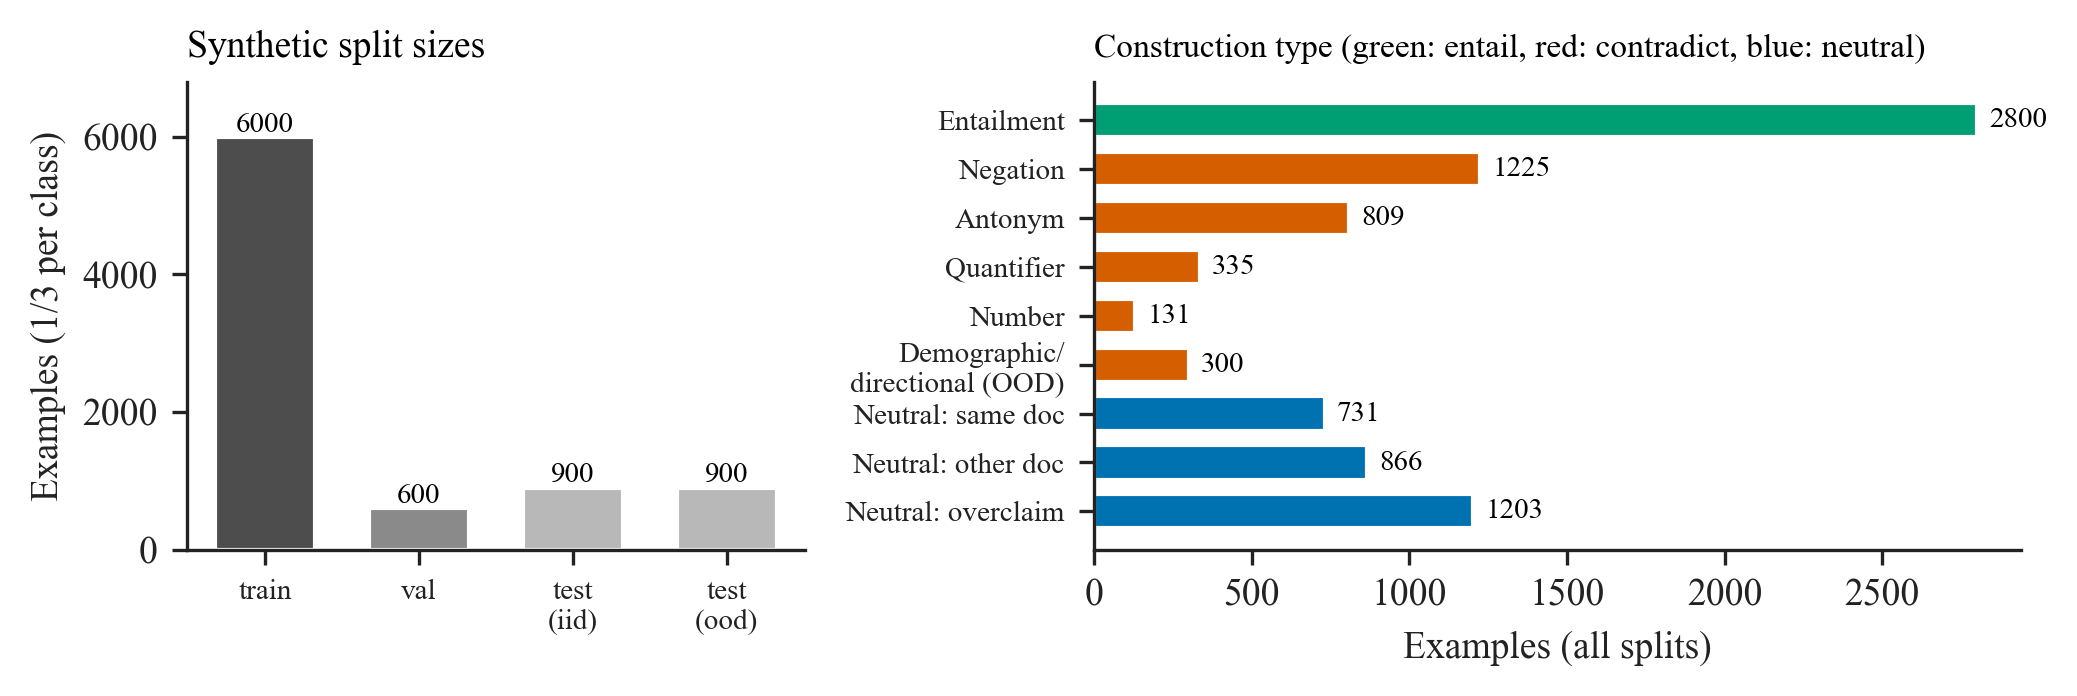 Synthetic split sizes
Examples (1/3 per class)
6000
4000
2000
0
6000
600
900
900
train
val
test
(iid)
test
(ood)
Construction type (green: entail, red: contradict, blue: neutral)
Entailment
2800
Negation
1225
Antonym
809
Quantifier
335
Number
131
Demographic/
directional (OOD)
300
Neutral: same doc
731
Neutral: other doc
866
Neutral: overclaim
1203
0
500
1000
1500
2000
2500
Examples (all splits)